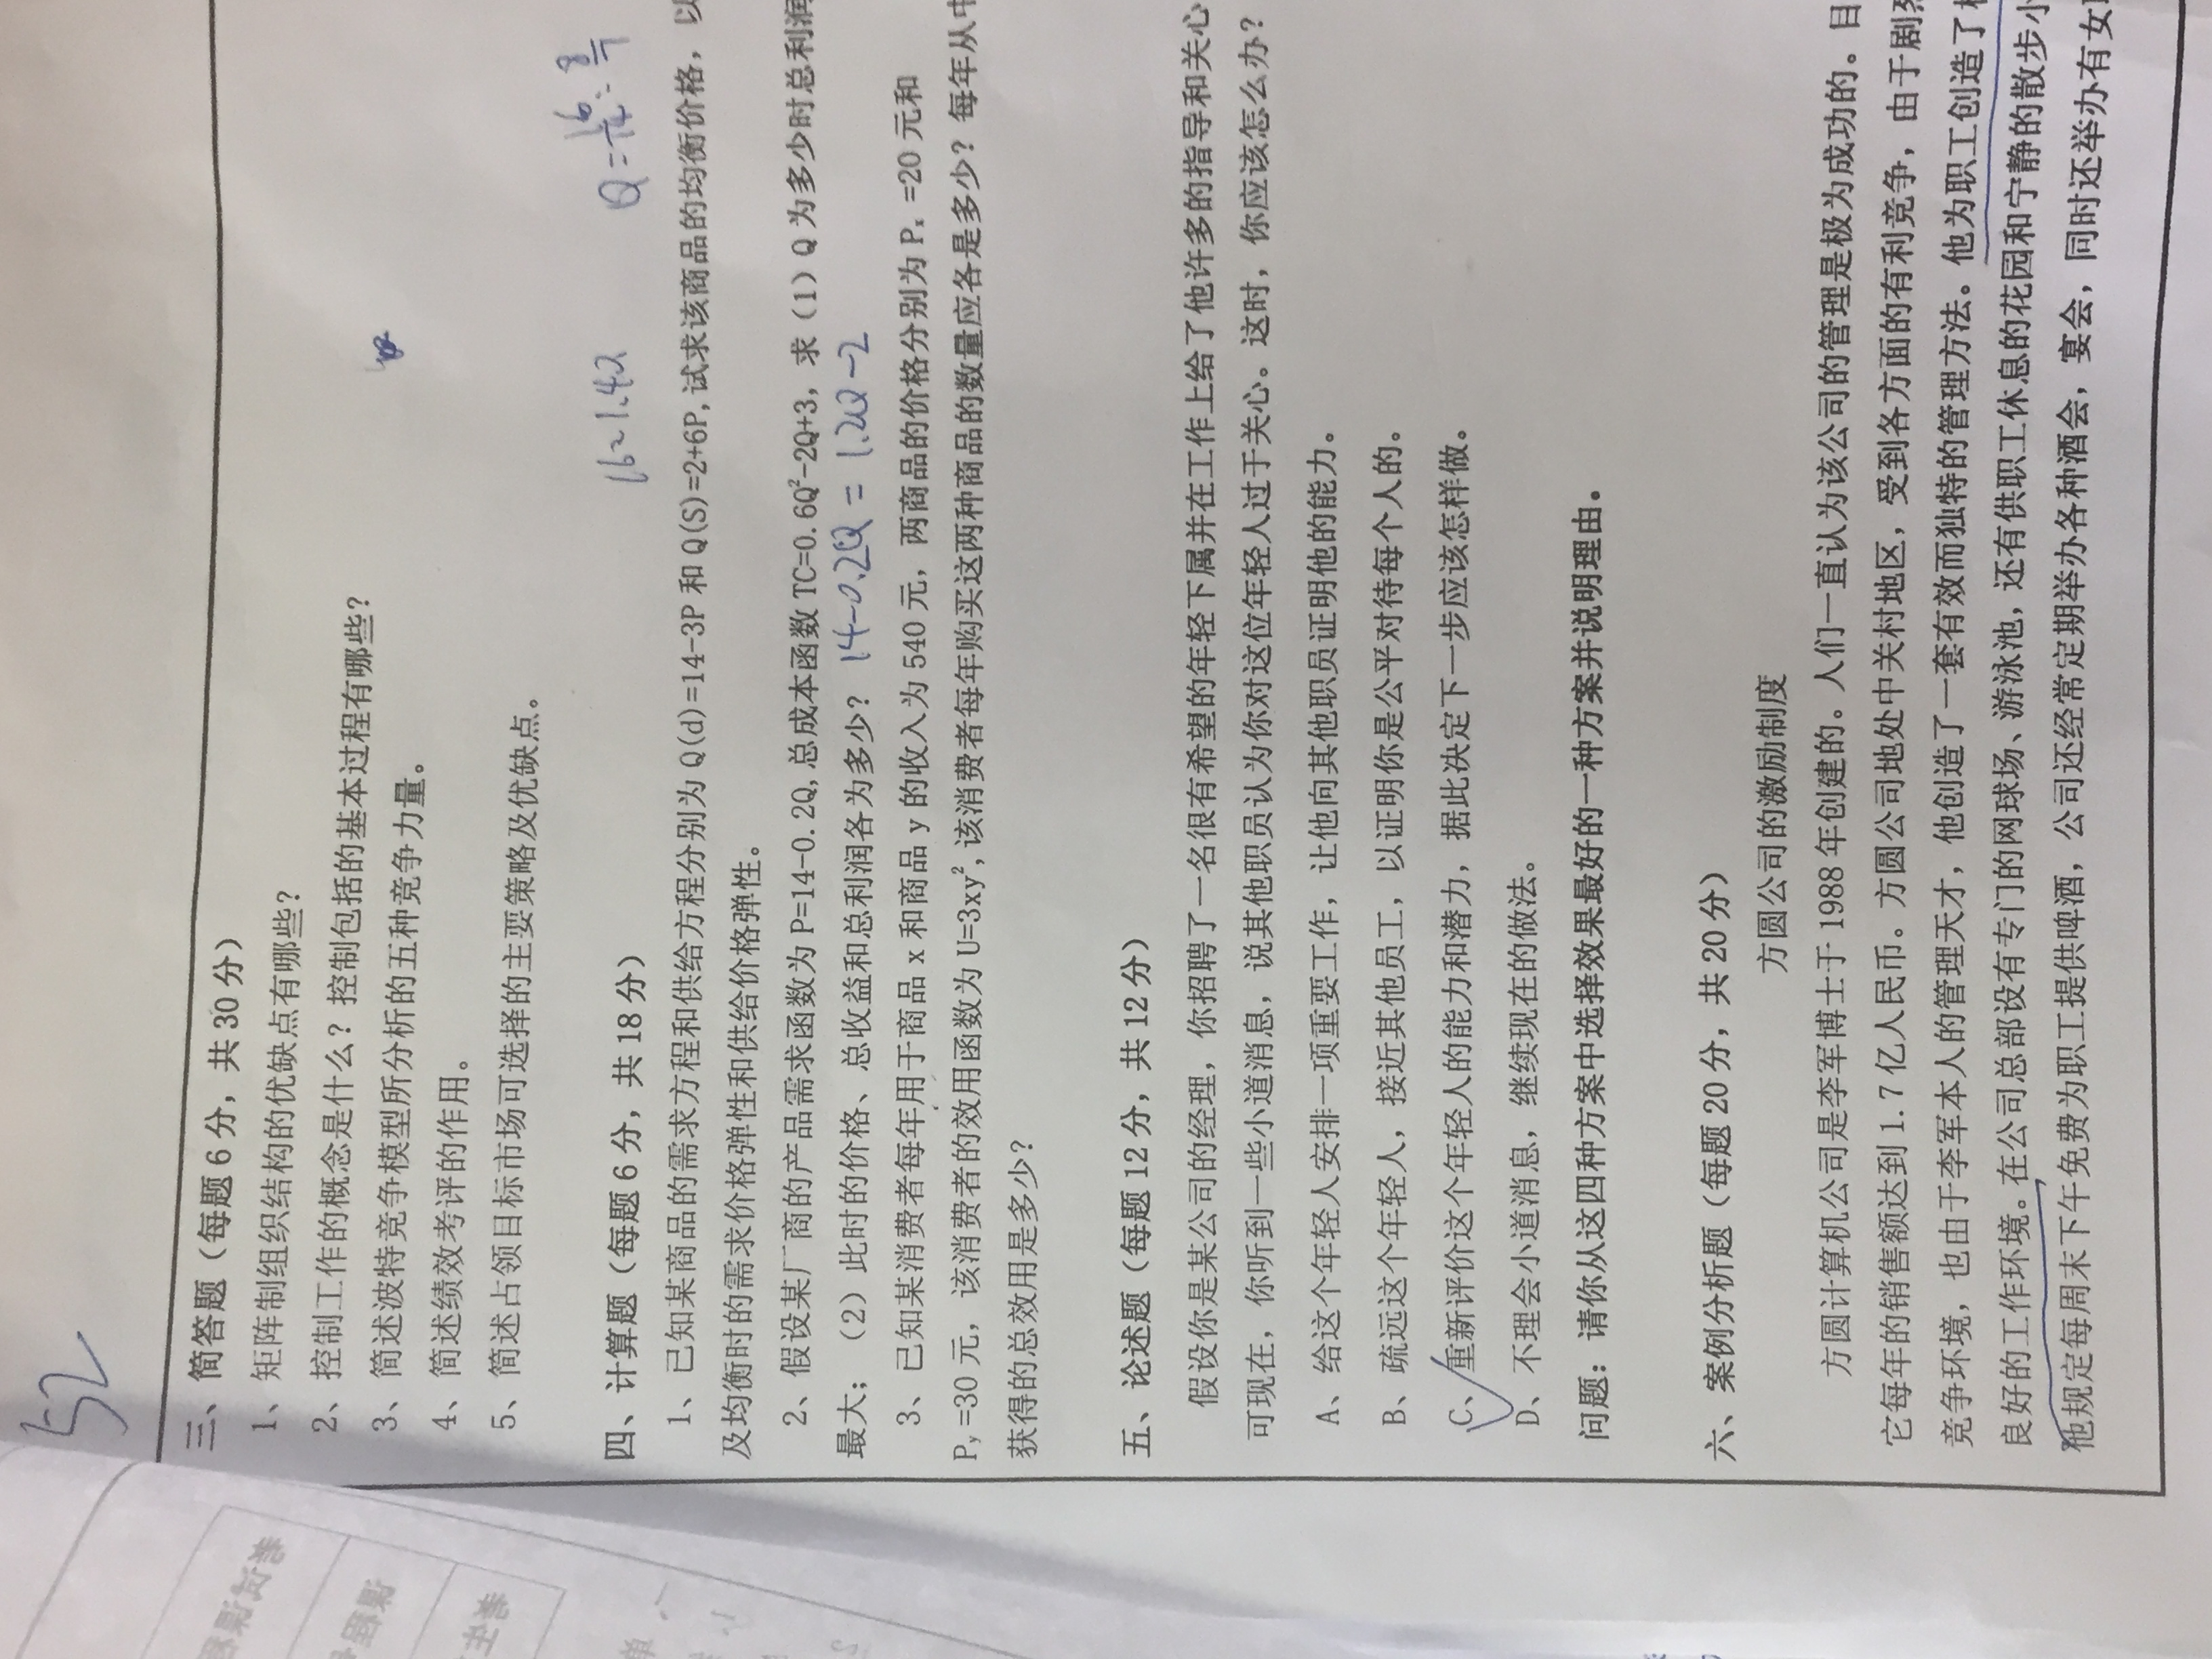 52
三、简答题（每题6分，共30分）
1、矩阵制组织结构的优缺点有哪些？
2、控制工作的概念是什么？控制包括的基本过程有哪些？
3、简述波特竞争模型所分析的五种竞争力量。
4、简述绩效考评的作用。
5、简述占领目标市场可选择的主要策略及优缺点。
四、计算题（每题6分，共18分）
16=1.4Q
Q=16/14=8/7
1、已知某商品的需求方程和供给方程分别为Q(d)=14-3P和Q(S)=2+6P,试求该商品的均衡价格，以
及均衡时的需求价格弹性和供给价格弹性。
2、假设某厂商的产品需求函数为P=14-0.2Q,总成本函数TC=0.6Q²-2Q+3，求（1）Q为多少时总利润
最大；（2）此时的价格、总收益和总利润各为多少？ 14-0.2Q = 1.2Q-2
3、已知某消费者每年用于商品x和商品y的收入为540元，两商品的价格分别为Pₓ=20元和
Py=30元，该消费者的效用函数为U=3xy²,该消费者每年购买这两种商品的数量应各是多少？每年从中
获得的总效用是多少？
五、论述题（每题12分，共12分）
假设你是某公司的经理，你招聘了一名很有希望的年轻下属并在工作上给了他许多的指导和关心
可现在，你听到一些小道消息，说其他职员认为你对这位年轻人过于关心。这时，你应该怎么办？
A、给这个年轻人安排一项重要工作，让他向其他职员证明他的能力。
B、疏远这个年轻人，接近其他员工，以证明你是公平对待每个人的。
C、重新评价这个年轻人的能力和潜力，据此决定下一步应该怎样做。
D、不理会小道消息，继续现在的做法。
问题：请你从这四种方案中选择效果最好的一种方案并说明理由。
六、案例分析题（每题20分，共20分）
方圆公司的激励制度
方圆计算机公司是李军博士于1988年创建的。人们一直认为该公司的管理是极为成功的。目
它每年的销售额达到1.7亿人民币。方圆公司地处中关村地区，受到各方面的有利竞争，由于剧烈
竞争环境，也由于李军本人的管理天才，他创造了一套有效而独特的管理方法。他为职工创造了
良好的工作环境。在公司总部设有专门的网球场、游泳池，还有供职工休息的花园和宁静的散步小
他规定每周末下午免费为职工提供啤酒，公司还经常定期举办各种酒会，宴会，同时还举办有女